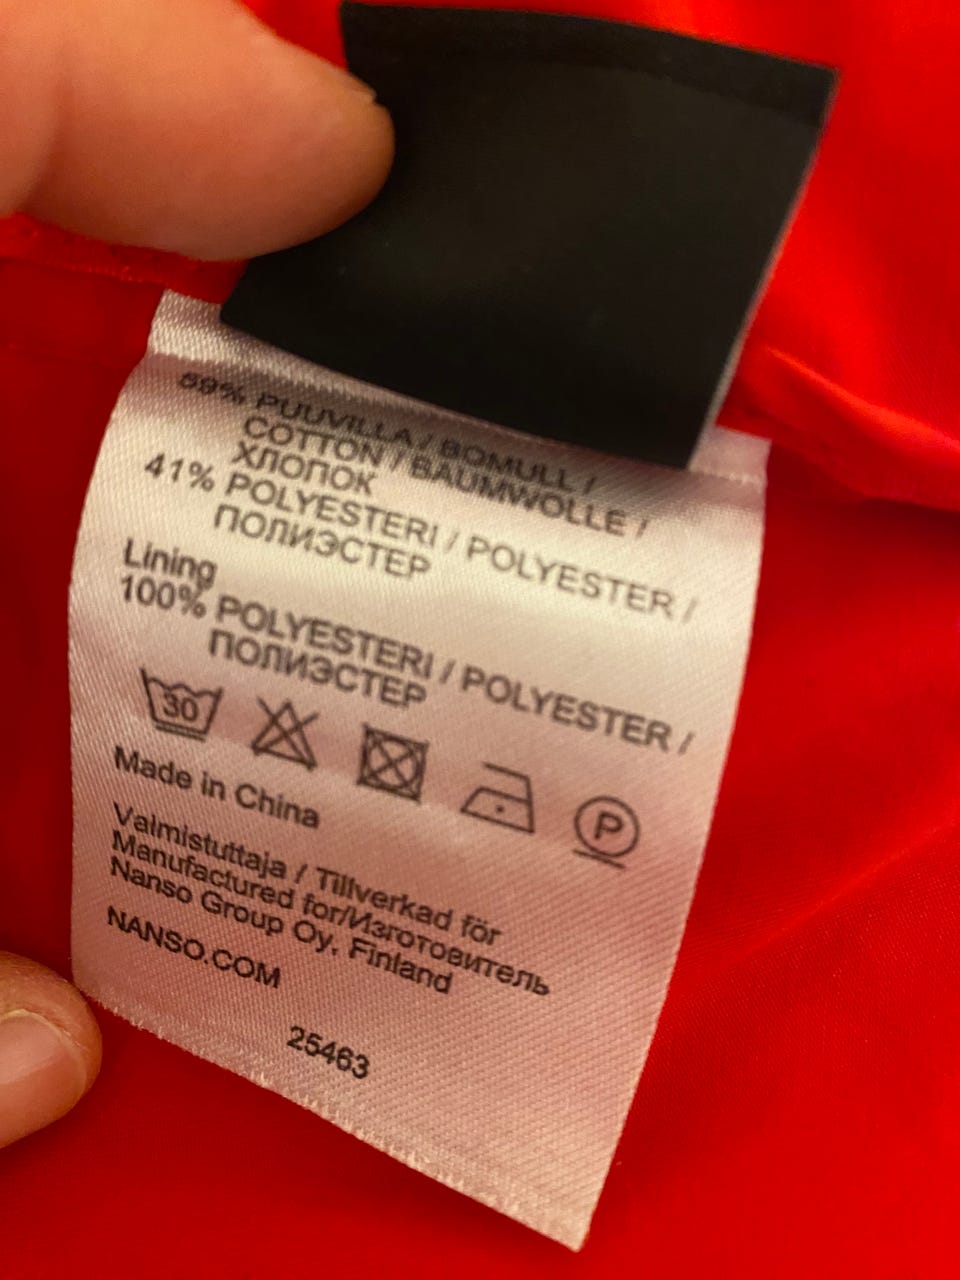 59% PUUVILLA / BOMULL /
COTTON / BAUMWOLLE /
ХЛОПОК
41% POLYESTERI / POLYESTER /
ПОЛИЭСТЕР
Lining
100% POLYESTERI / POLYESTER /
ПОЛИЭСТЕР
30
P
Made in China
Valmistuttaja / Tillverkad för
Manufactured for/Изготовитель
Nanso Group Oy, Finland
NANSO.COM
25463